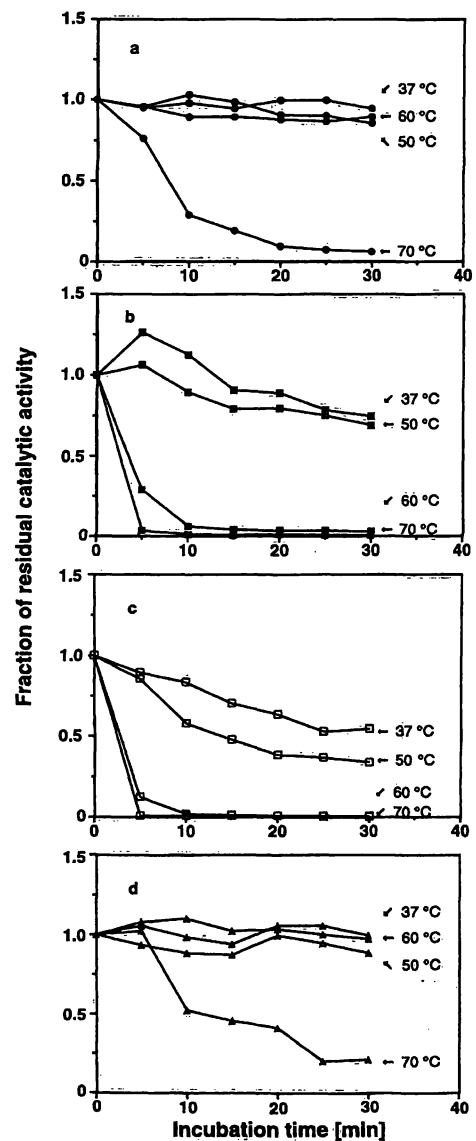 Fraction of residual catalytic activity
1.5
a
1.0
↙ 37 °C
← 60 °C
↖ 50 °C
0.5
← 70 °C
0
0 10 20 30 40
1.5
b
1.0
↙ 37 °C
← 50 °C
0.5
↙ 60 °C
← 70 °C
0
0 10 20 30 40
1.5
c
1.0
← 37 °C
0.5
← 50 °C
↙ 60 °C
↙ 70 °C
0
0 10 20 30 40
1.5
d
1.0
↙ 37 °C
← 60 °C
↖ 50 °C
0.5
← 70 °C
0
0 10 20 30 40
Incubation time [min]